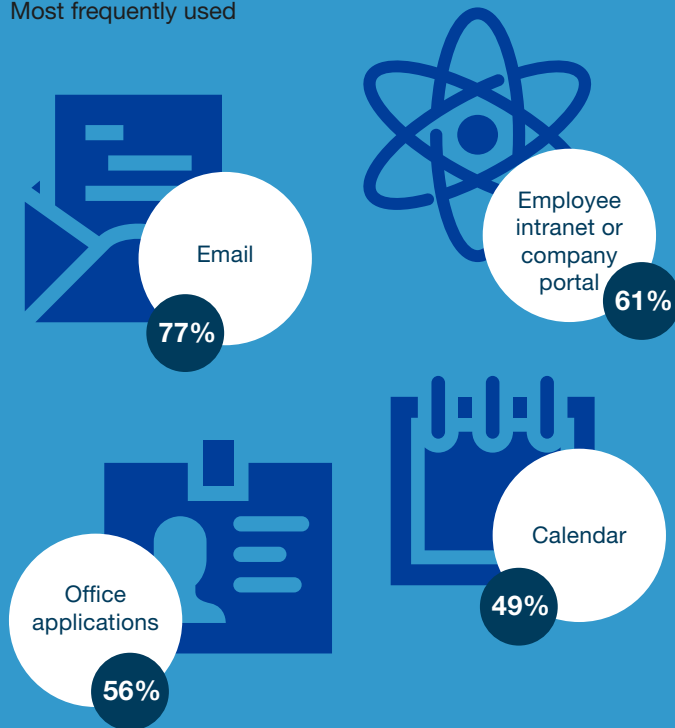 Most frequently used
Email
77%
Employee
intranet or
company
portal
61%
Office
applications
56%
Calendar
49%